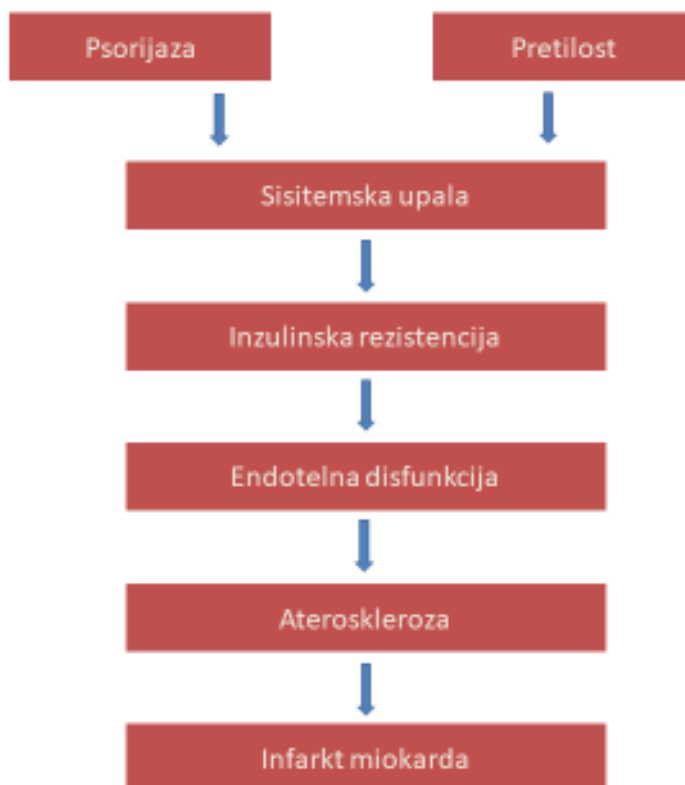 Psorijaza
Pretilost
Sisitemska upala
Inzulinska rezistencija
Endotelna disfunkcija
Ateroskleroza
Infarkt miokarda